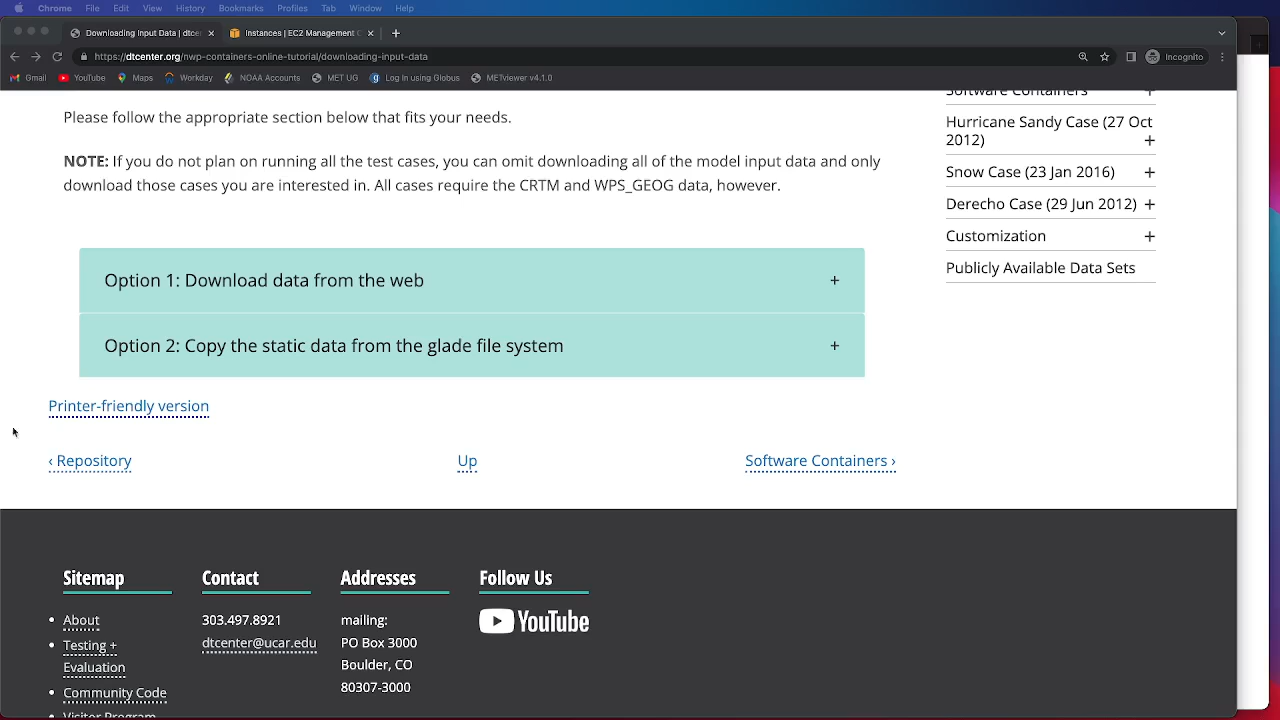 Chrome File Edit View History Bookmarks Profiles Tab Window Help
Downloading Input Data | dtce
Instances | EC2 Management C
https://dtcenter.org/nwp-containers-online-tutorial/downloading-input-data
Incognito
Gmail YouTube Maps Workday NOAA Accounts MET UG Log In using Globus METviewer v4.1.0
Please follow the appropriate section below that fits your needs.
NOTE: If you do not plan on running all the test cases, you can omit downloading all of the model input data and only
download those cases you are interested in. All cases require the CRTM and WPS_GEOG data, however.
Option 1: Download data from the web +
Option 2: Copy the static data from the glade file system +
Printer-friendly version
‹ Repository
Up
Software Containers ›
Software Containers +
Hurricane Sandy Case (27 Oct
2012) +
Snow Case (23 Jan 2016) +
Derecho Case (29 Jun 2012) +
Customization +
Publicly Available Data Sets
Sitemap
• About
• Testing +
Evaluation
• Community Code
• Visitor Program
Contact
303.497.8921
dtcenter@ucar.edu
Addresses
mailing:
PO Box 3000
Boulder, CO
80307-3000
Follow Us
YouTube